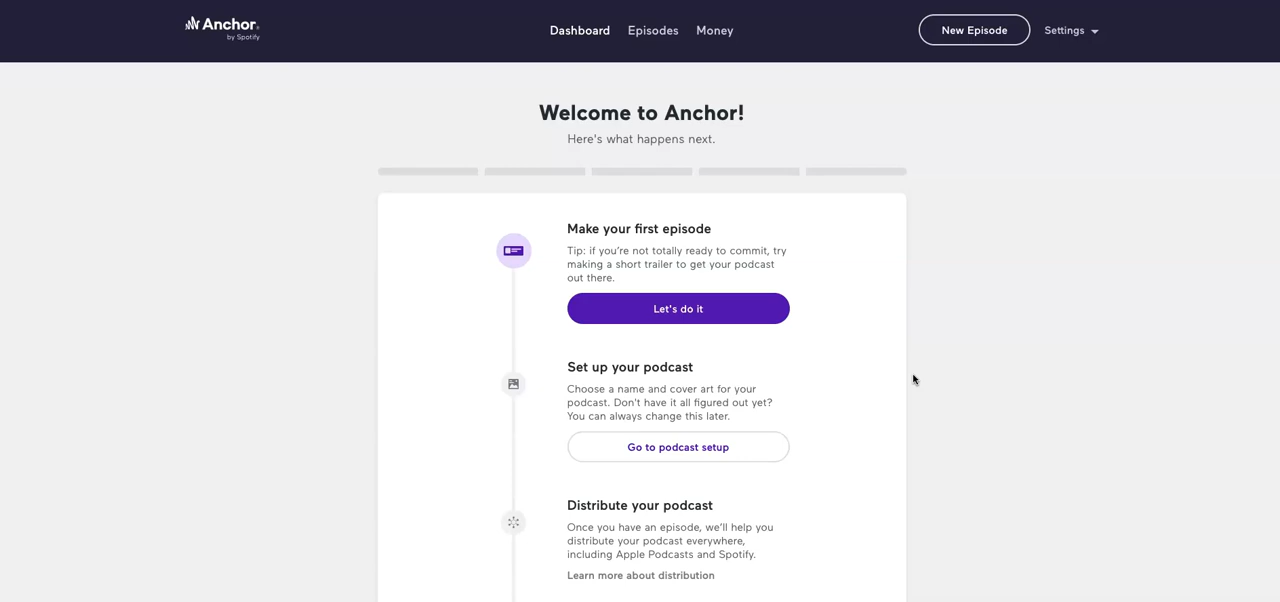 Anchor.
by Spotify
Dashboard
Episodes
Money
New Episode
Settings
Welcome to Anchor!
Here's what happens next.
Make your first episode
Tip: if you're not totally ready to commit, try
making a short trailer to get your podcast
out there.
Let's do it
Set up your podcast
Choose a name and cover art for your
podcast. Don't have it all figured out yet?
You can always change this later.
Go to podcast setup
Distribute your podcast
Once you have an episode, we'll help you
distribute your podcast everywhere,
including Apple Podcasts and Spotify.
Learn more about distribution